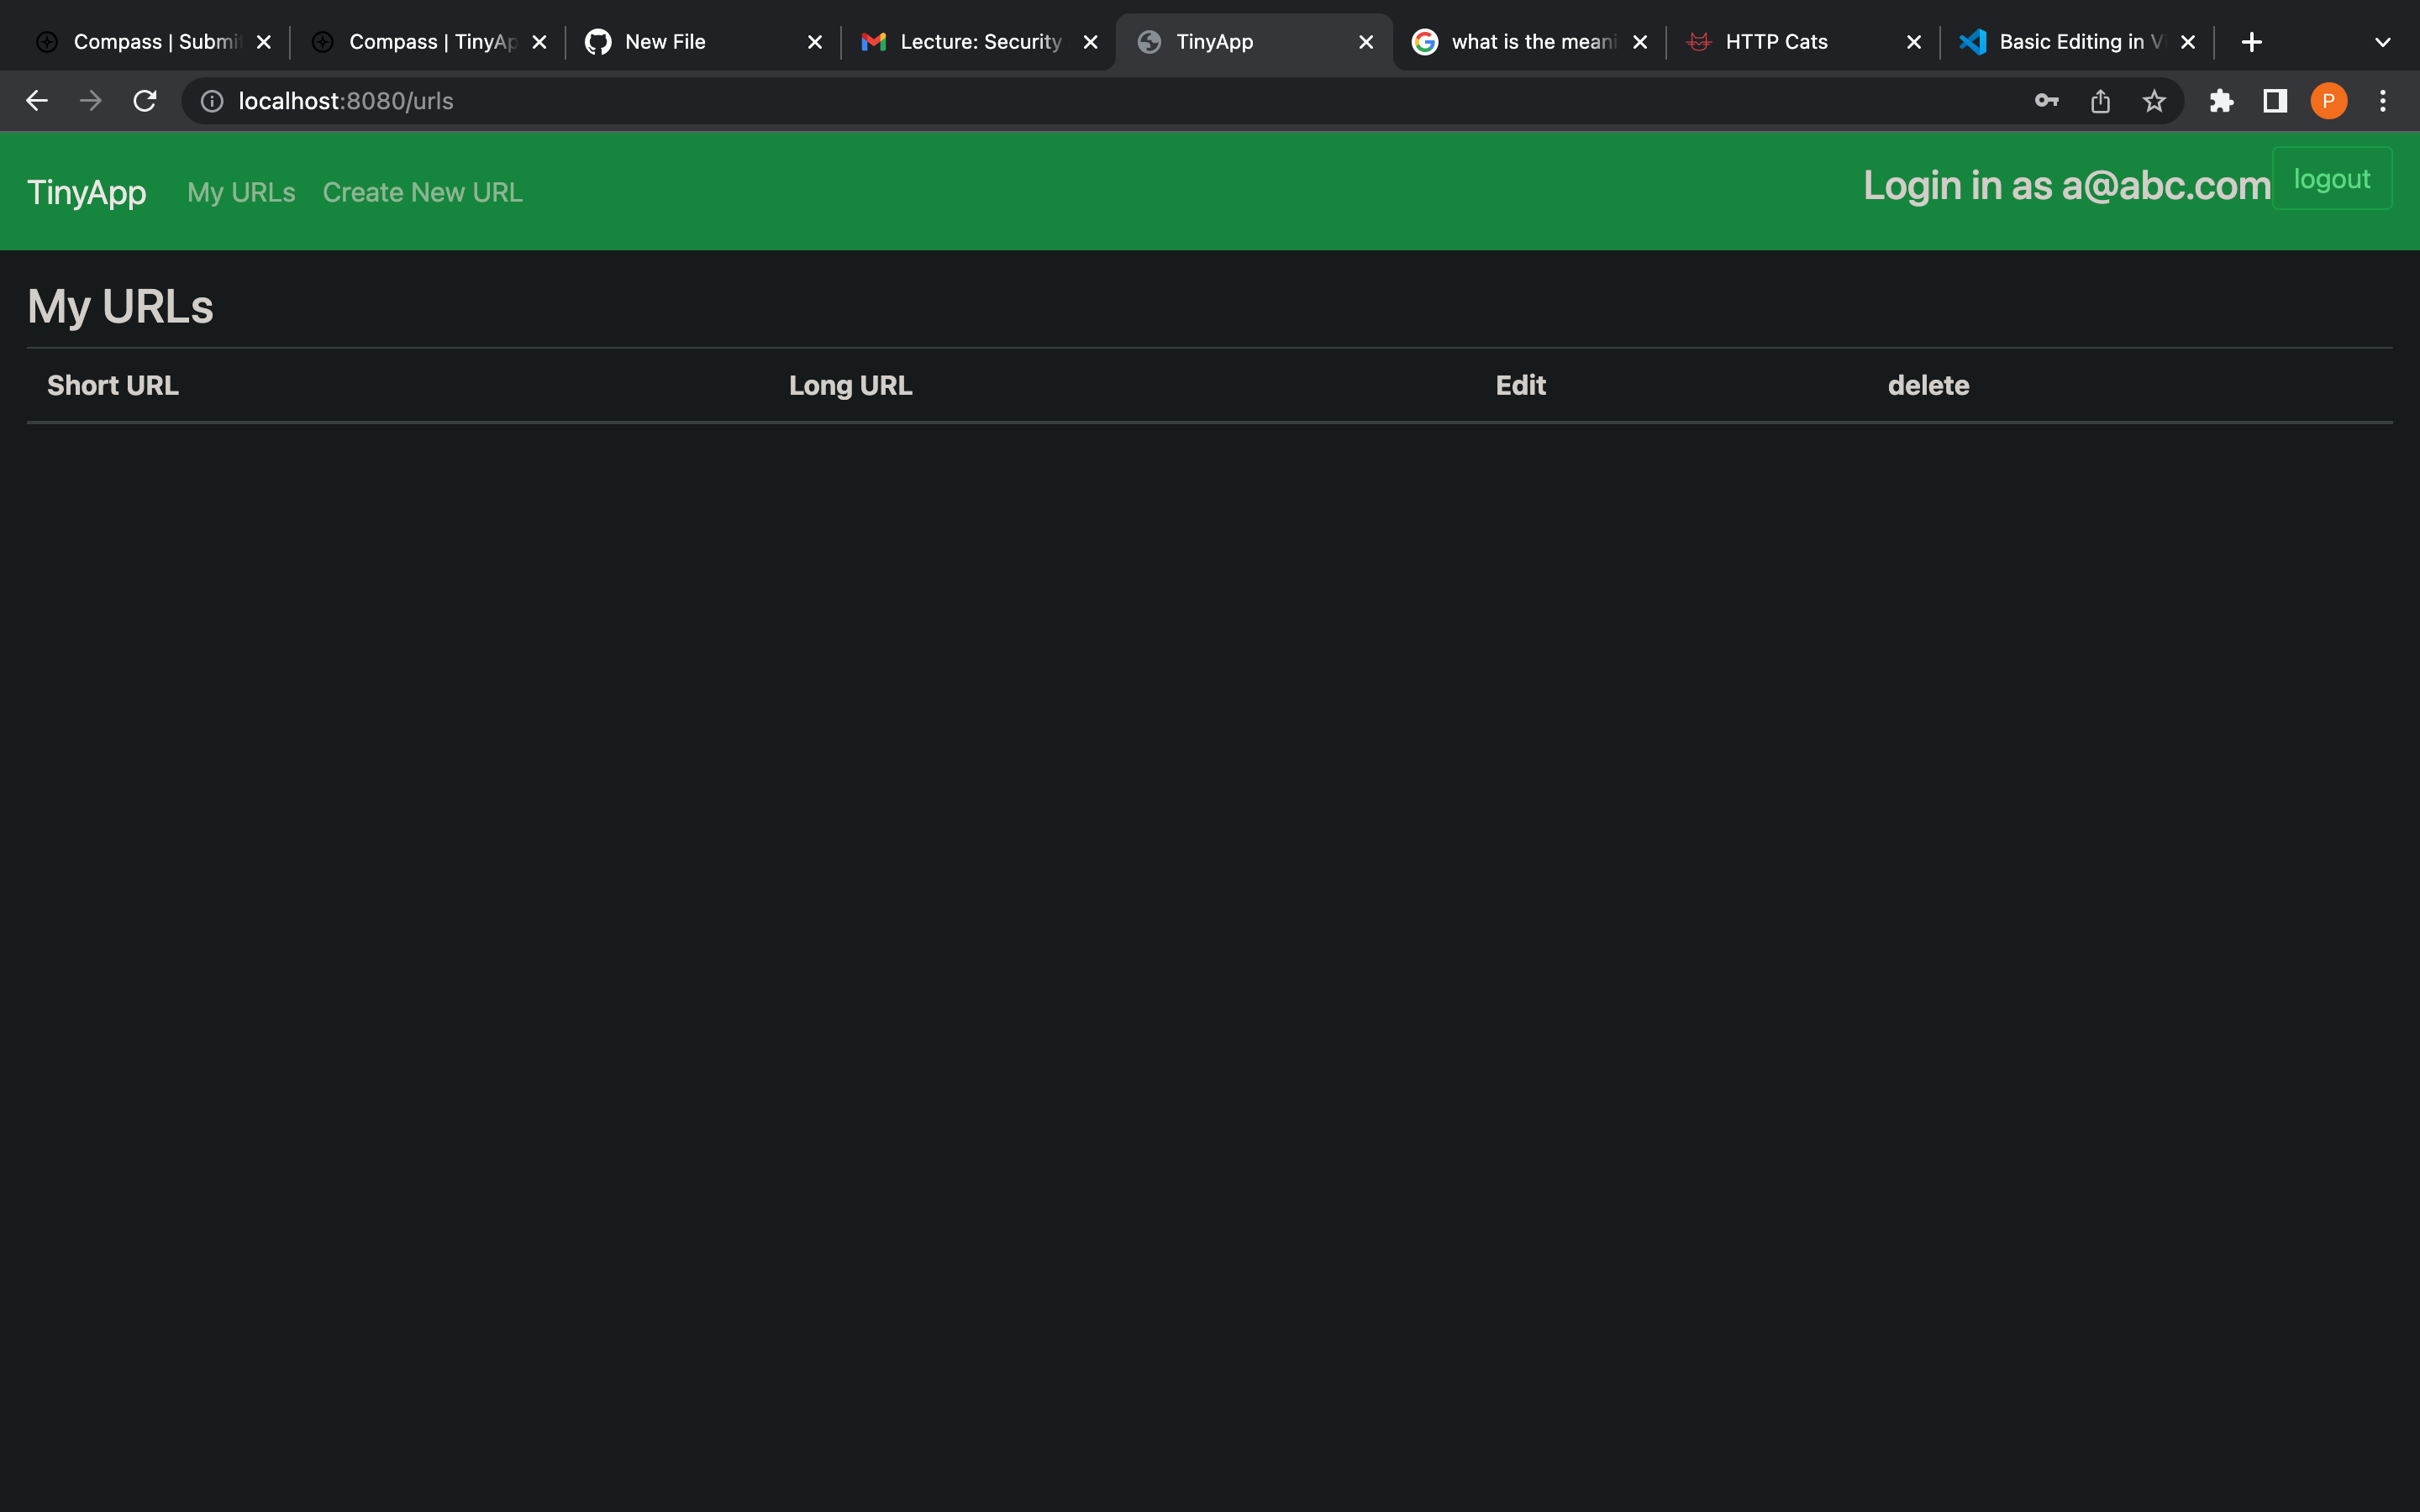 Compass | Submit
Compass | TinyAp
New File
Lecture: Security
TinyApp
what is the meani
HTTP Cats
Basic Editing in Vi
localhost:8080/urls
P
TinyApp
My URLs
Create New URL
Login in as a@abc.com
logout
My URLs
Short URL
Long URL
Edit
delete